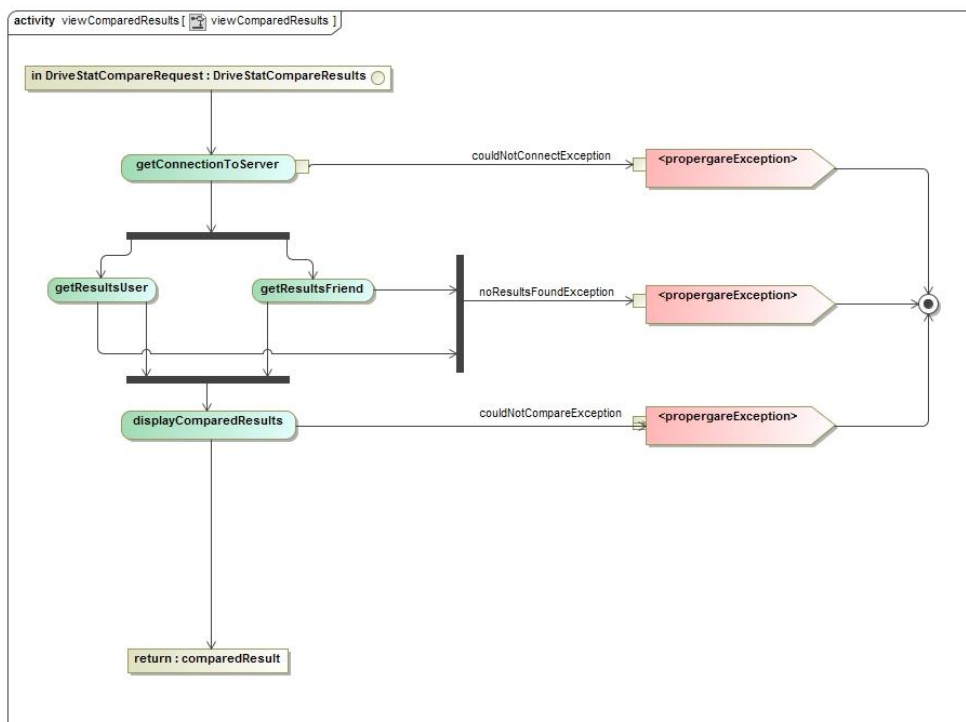 activity viewComparedResults [ viewComparedResults ]
in DriveStatCompareRequest : DriveStatCompareResults
getConnectionToServer
couldNotConnectException
<propergareException>
getResultsUser
getResultsFriend
noResultsFoundException
<propergareException>
displayComparedResults
couldNotCompareException
<propergareException>
return : comparedResult